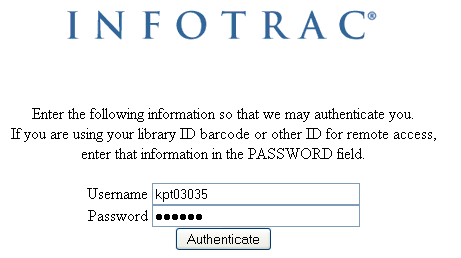 INFOTRAC®
Enter the following information so that we may authenticate you.
If you are using your library ID barcode or other ID for remote access,
enter that information in the PASSWORD field.
Username kpt03035
Password ●●●●●●
Authenticate